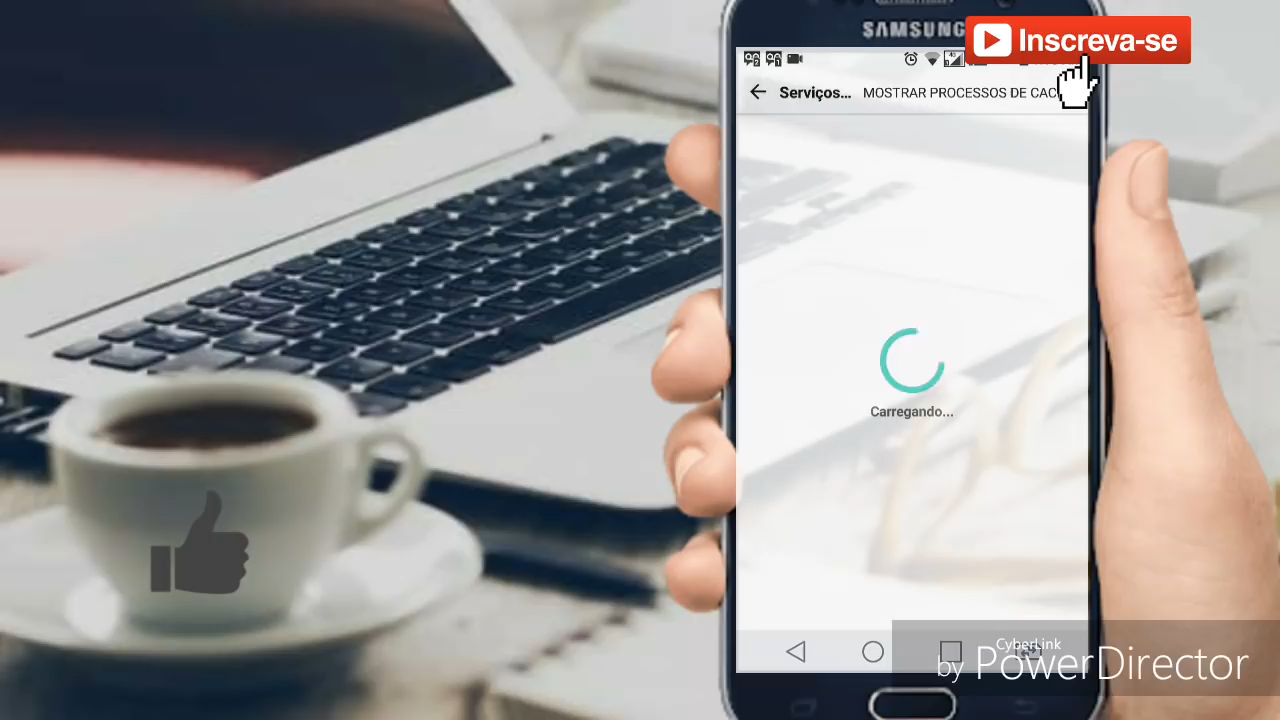 SAMSUNG
Inscreva-se
Serviços... MOSTRAR PROCESSOS DE CAC
Carregando...
CyberLink
by PowerDirector